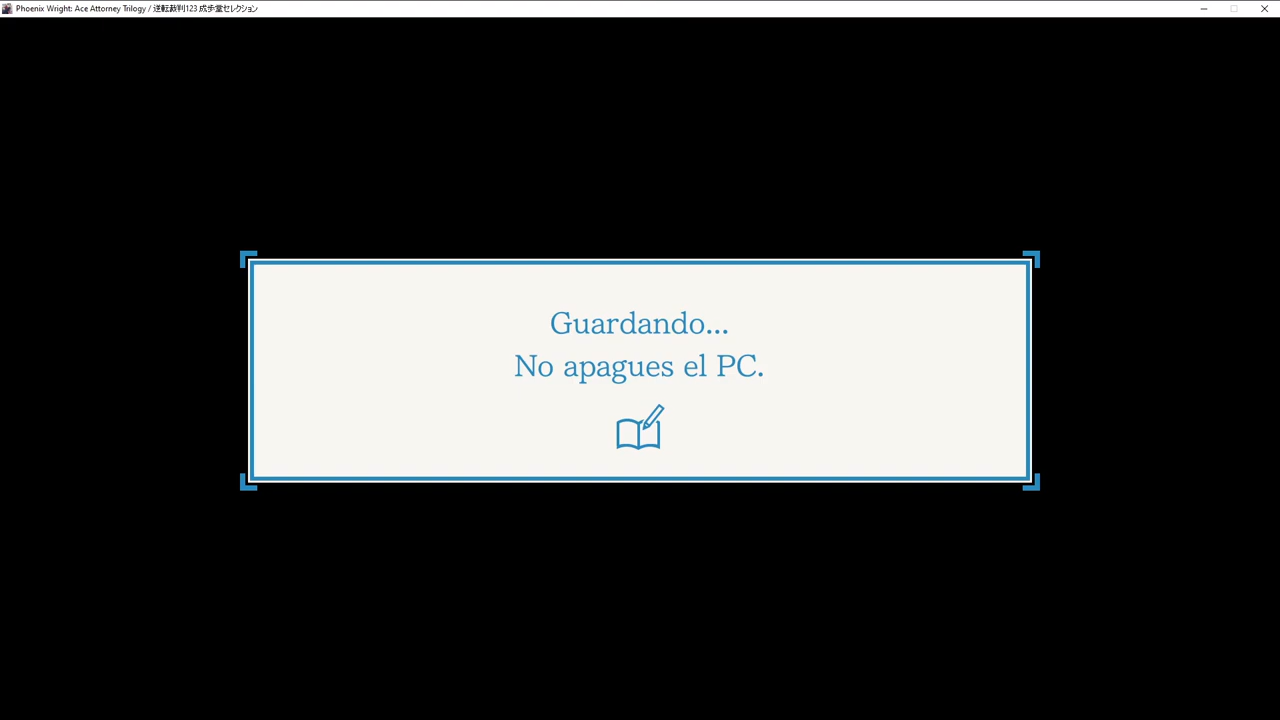 Phoenix Wright: Ace Attorney Trilogy / 逆転裁判123 成歩堂セレクション
Guardando...
No apagues el PC.